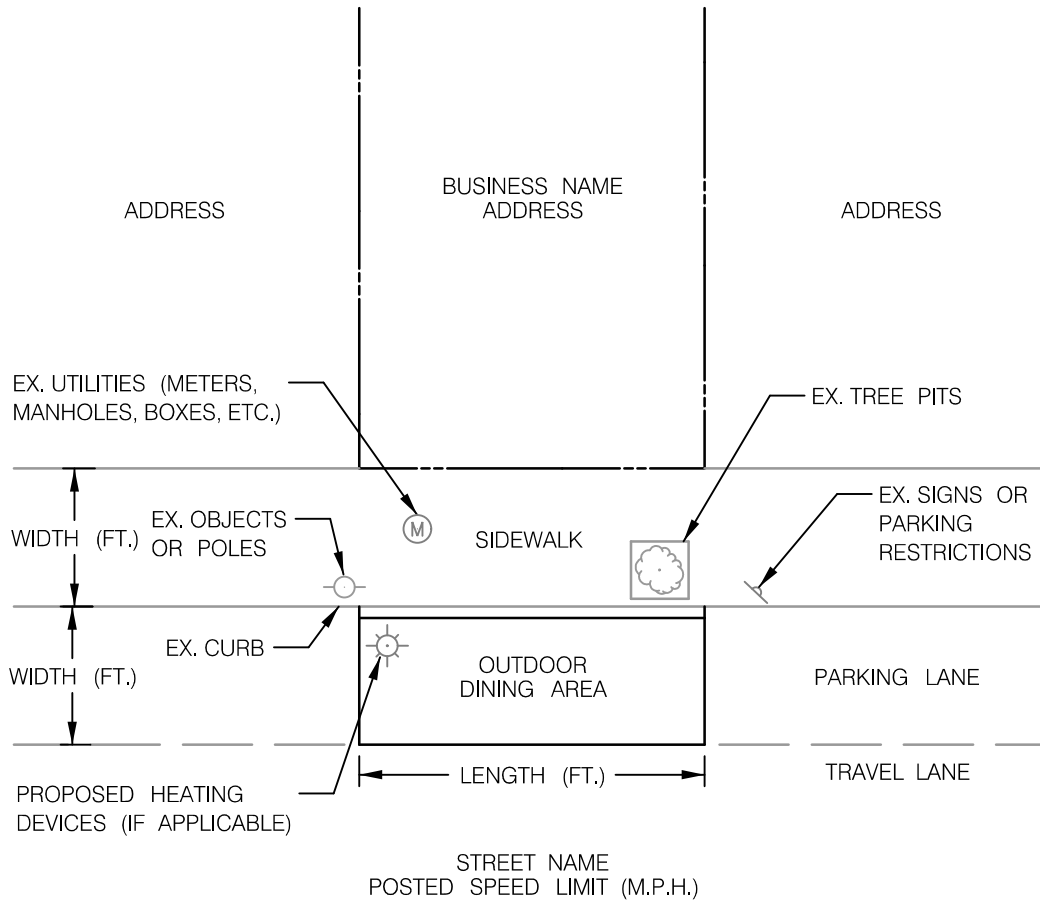 BUSINESS NAME
ADDRESS
ADDRESS
ADDRESS
EX. UTILITIES (METERS,
MANHOLES, BOXES, ETC.)
EX. TREE PITS
WIDTH (FT.)
EX. OBJECTS
OR POLES
M
SIDEWALK
EX. SIGNS OR
PARKING
RESTRICTIONS
EX. CURB
WIDTH (FT.)
OUTDOOR
DINING AREA
PARKING LANE
LENGTH (FT.)
TRAVEL LANE
PROPOSED HEATING
DEVICES (IF APPLICABLE)
STREET NAME
POSTED SPEED LIMIT (M.P.H.)